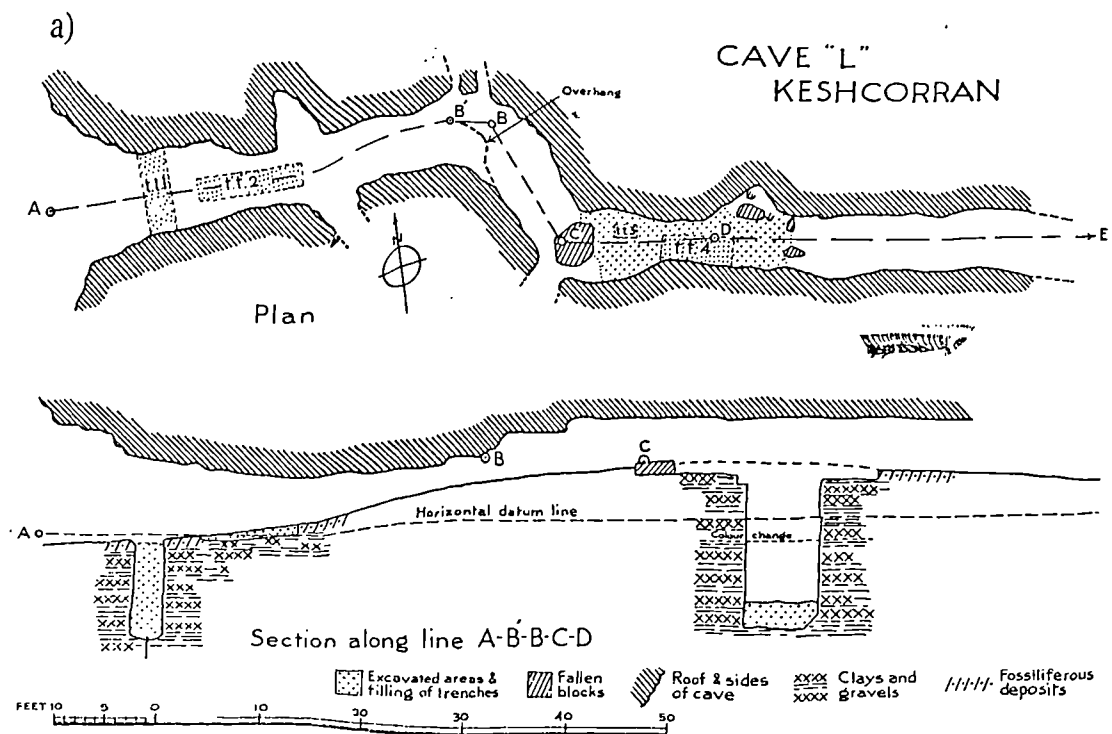 a)
CAVE "L"
KESHCORRAN
Overhang
B'
B
A
t.f.2
C
D
t.f.4
E
N
Plan
B
C
A
Horizontal datum line
Colour change
Section along line A-B'-B-C-D
Excavated areas &
filling of trenches
Fallen
blocks
Roof & sides
of cave
Clays and
gravels
Fossiliferous
deposits
FEET 10 5 0 10 20 30 40 50